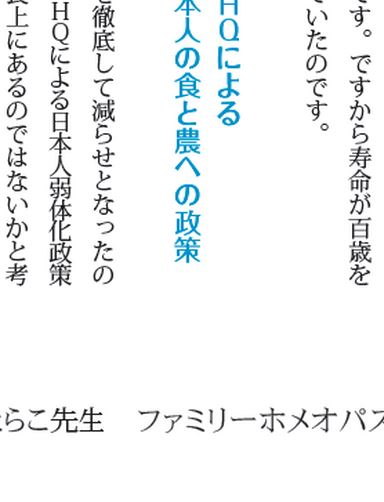 す。ですから寿命が百歳を
いたのです。
HQによる
本人の食と農への政策
徹底して減らせとなったの
HQによる日本人弱体化政策
上にあるのではないかと考
らこ先生　ファミリーホメオパス